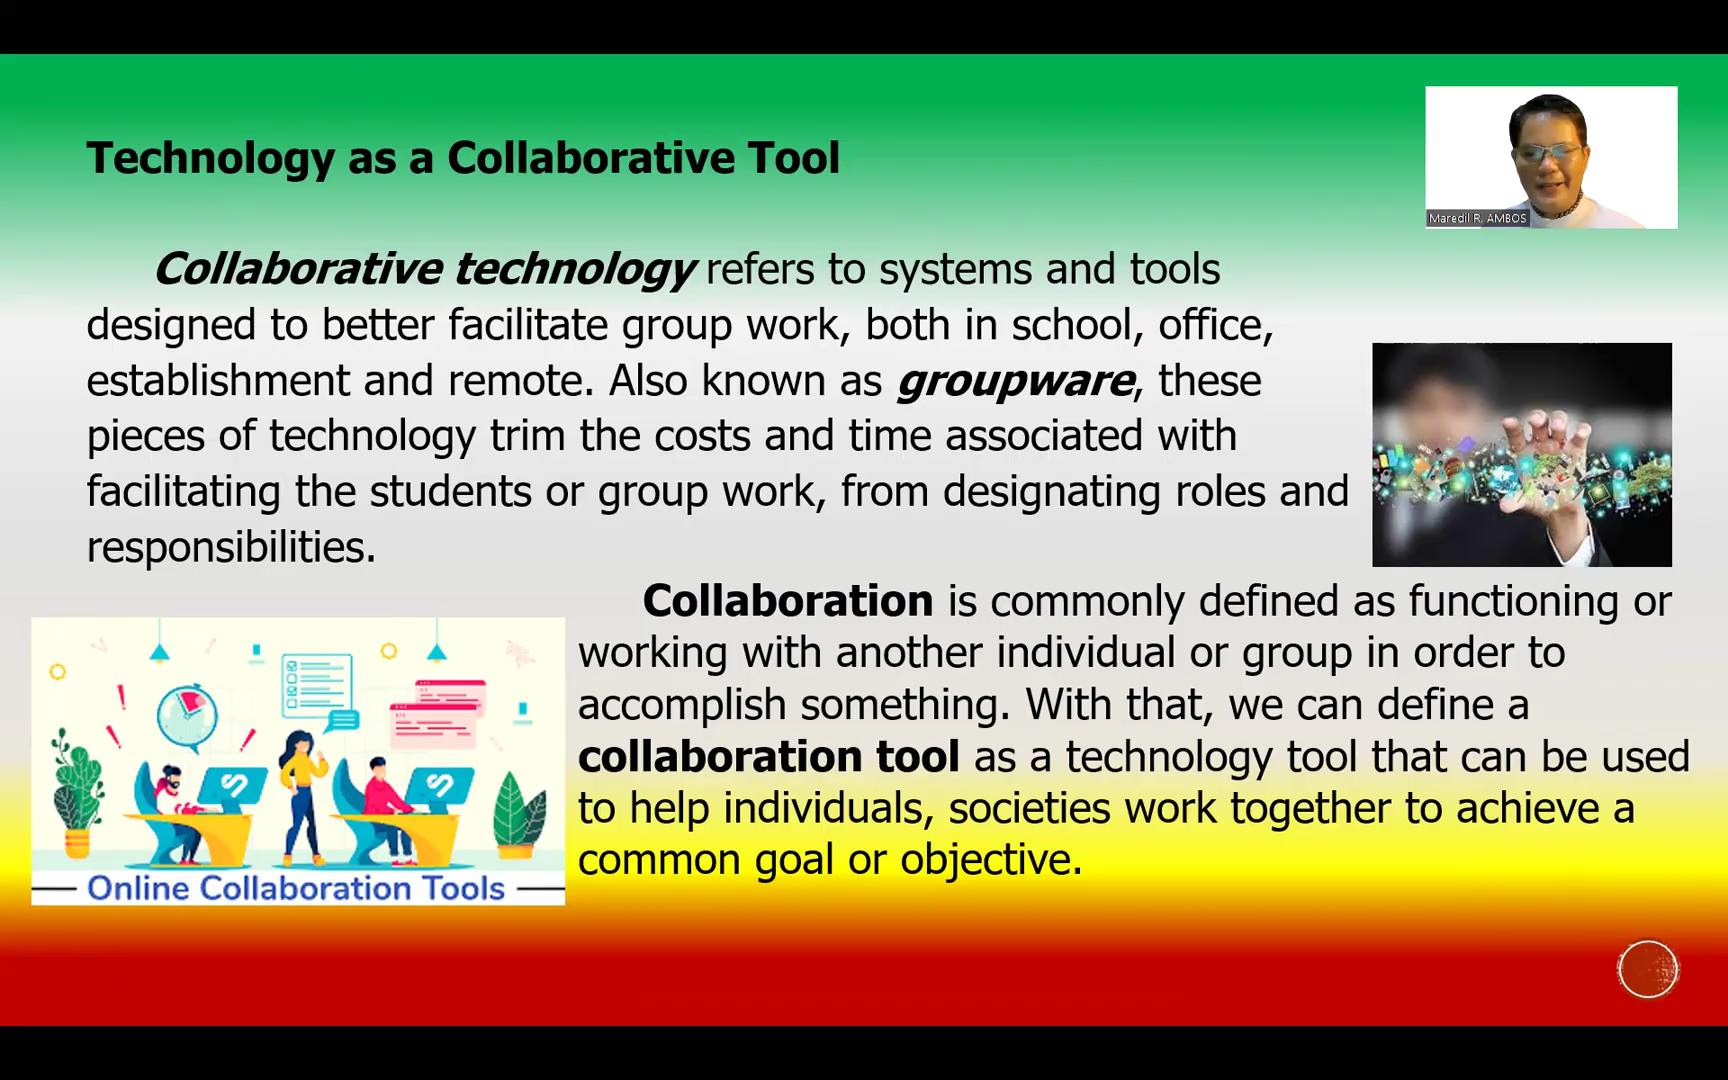 Technology as a Collaborative Tool
Maredil R. AMBOS
Collaborative technology refers to systems and tools
designed to better facilitate group work, both in school, office,
establishment and remote. Also known as groupware, these
pieces of technology trim the costs and time associated with
facilitating the students or group work, from designating roles and
responsibilities.
Collaboration is commonly defined as functioning or
working with another individual or group in order to
accomplish something. With that, we can define a
collaboration tool as a technology tool that can be used
to help individuals, societies work together to achieve a
common goal or objective.
Online Collaboration Tools